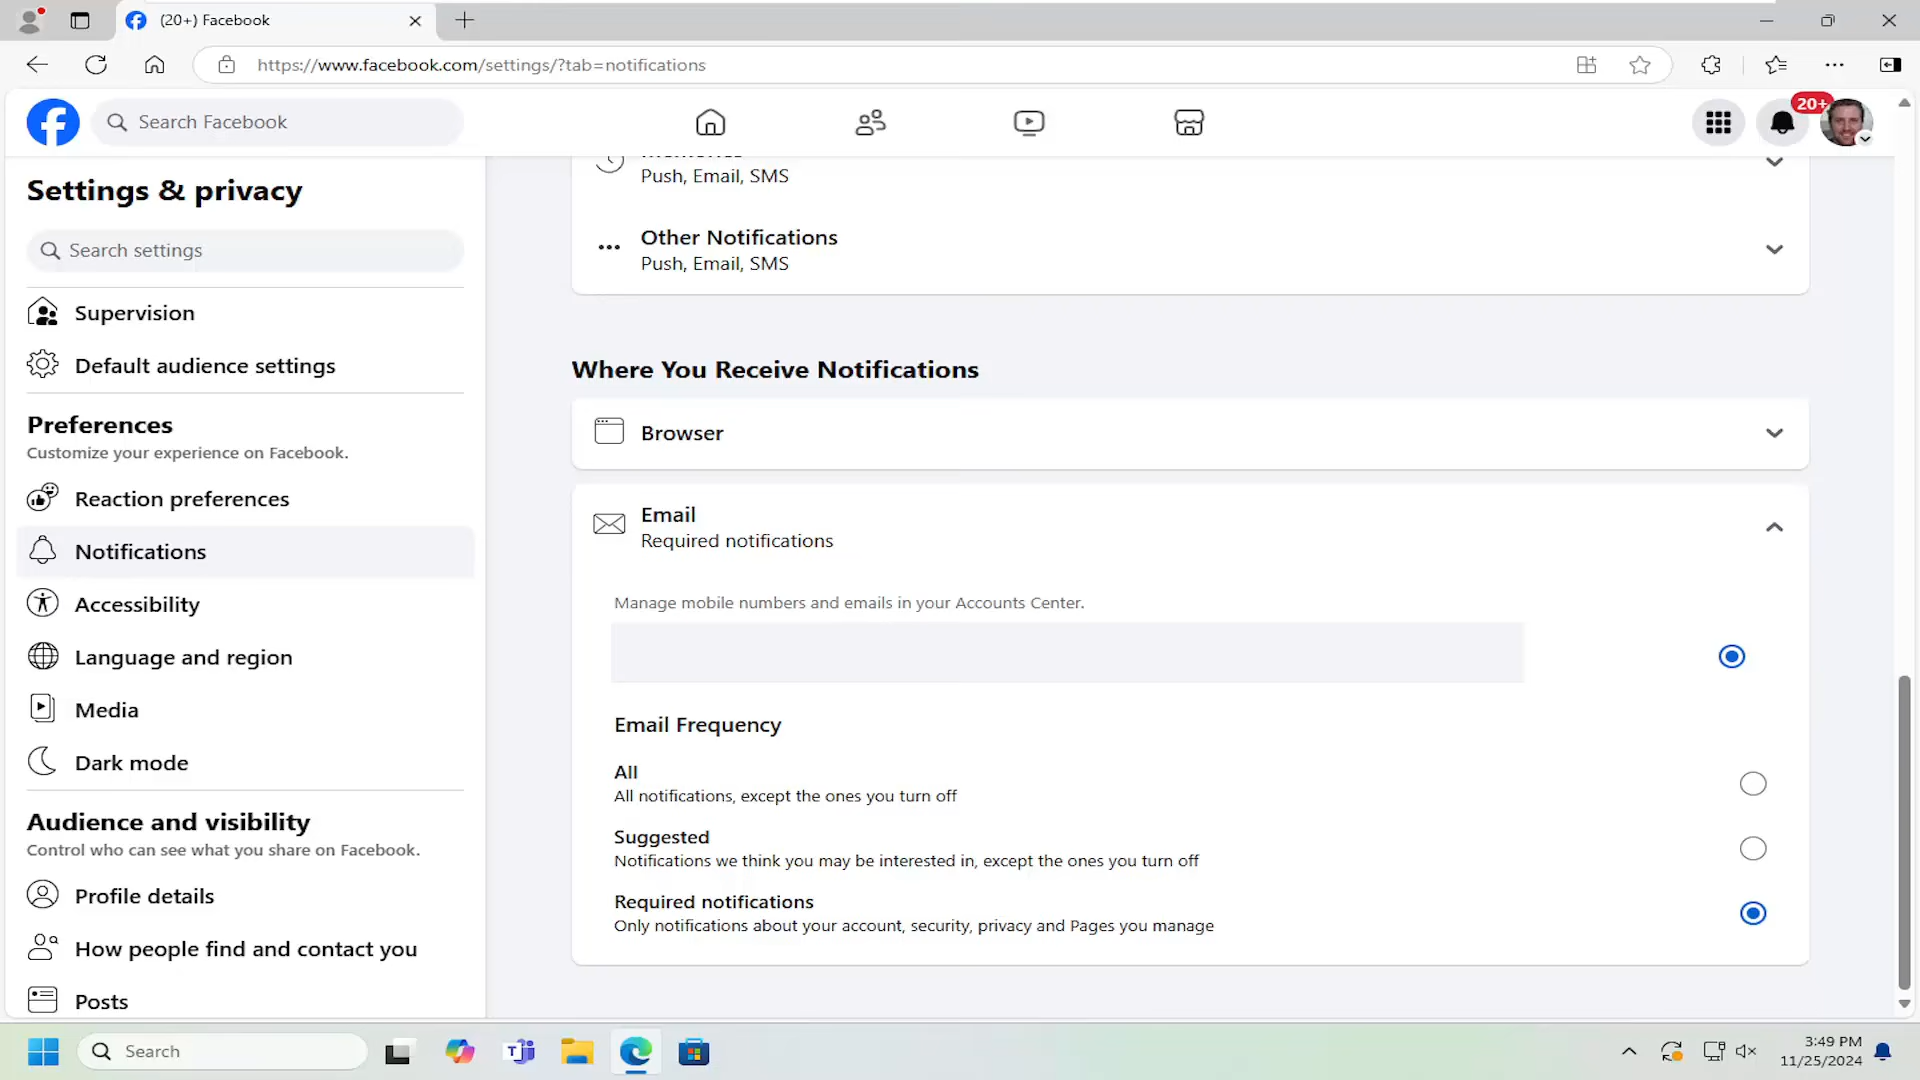 (20+) Facebook
https://www.facebook.com/settings/?tab=notifications
Search Facebook
20+
Settings & privacy
Search settings
Supervision
Default audience settings
Preferences
Customize your experience on Facebook.
Reaction preferences
Notifications
Accessibility
Language and region
Media
Dark mode
Audience and visibility
Control who can see what you share on Facebook.
Profile details
How people find and contact you
Posts
Push, Email, SMS
Other Notifications
Push, Email, SMS
Where You Receive Notifications
Browser
Email
Required notifications
Manage mobile numbers and emails in your Accounts Center.
Email Frequency
All
All notifications, except the ones you turn off
Suggested
Notifications we think you may be interested in, except the ones you turn off
Required notifications
Only notifications about your account, security, privacy and Pages you manage
Search
3:49 PM
11/25/2024